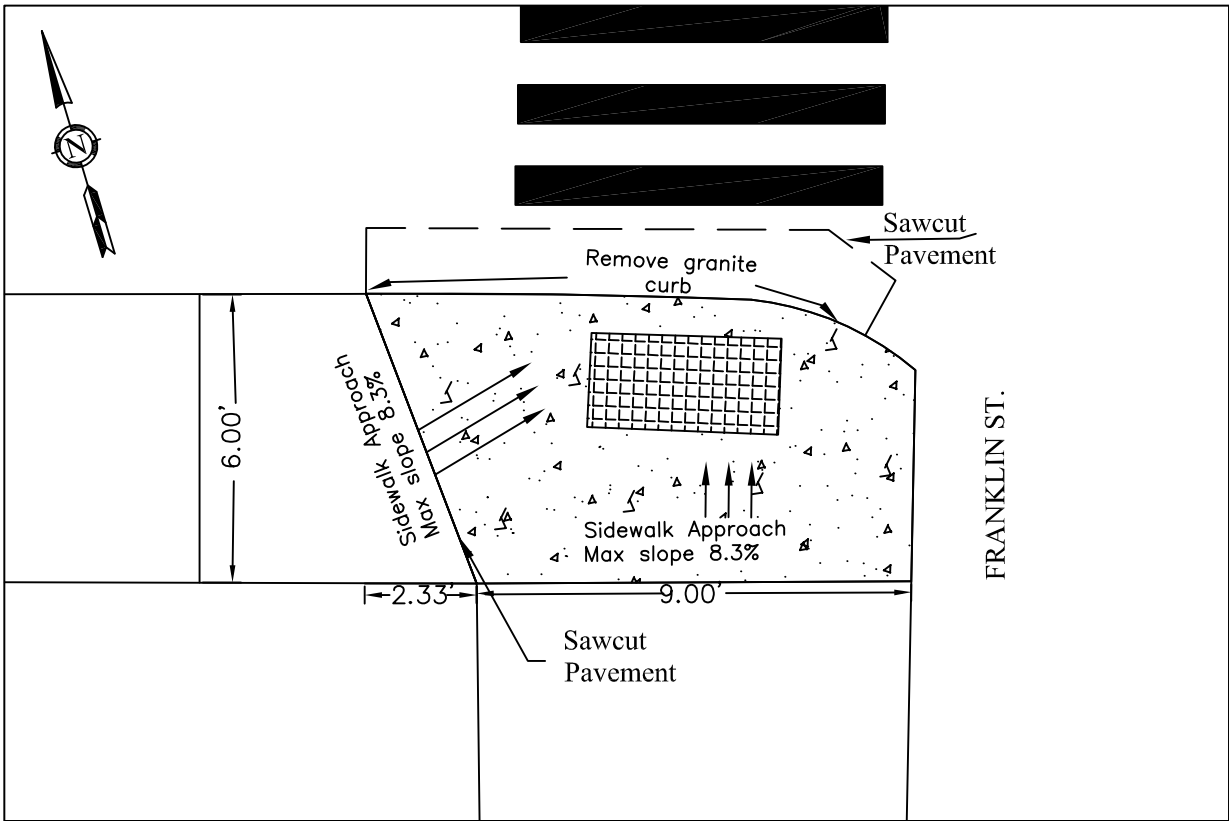 N
Sawcut
Pavement
Remove granite
curb
Sidewalk Approach
Max slope 8.3%
6.00'
Sidewalk Approach
Max slope 8.3%
FRANKLIN ST.
2.33'
9.00'
Sawcut
Pavement